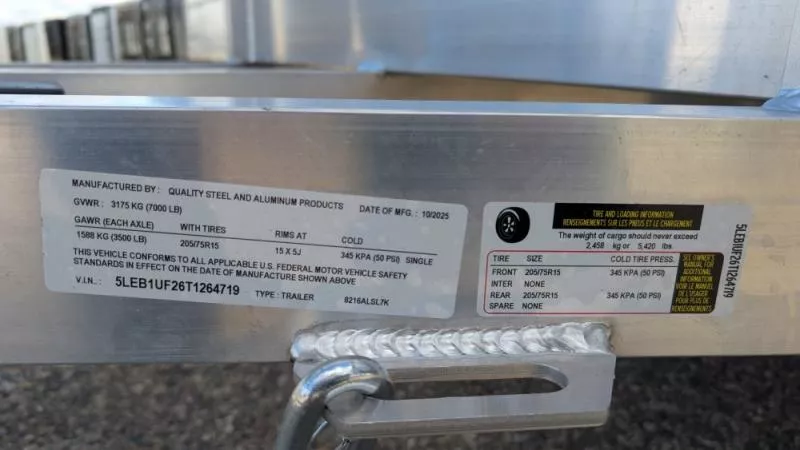 MANUFACTURED BY: QUALITY STEEL AND ALUMINUM PRODUCTS
GVWR: 3175 KG (7000 LB) DATE OF MFG.: 10/2025
GAWR (EACH AXLE) WITH TIRES RIMS AT COLD
1588 KG (3500 LB) 205/75R15 15 X 5J 345 KPA (50 PSI) SINGLE
THIS VEHICLE CONFORMS TO ALL APPLICABLE U.S. FEDERAL MOTOR VEHICLE SAFETY
STANDARDS IN EFFECT ON THE DATE OF MANUFACTURE SHOWN ABOVE
V.I.N.: 5LEB1UF26T1264719 TYPE: TRAILER 8216ALSL7K
TIRE AND LOADING INFORMATION
RENSEIGNEMENTS SUR LES PNEUS ET LE CHARGEMENT
The weight of cargo should never exceed
2,458 kg or 5,420 lbs.
TIRE SIZE COLD TIRE PRESS.
FRONT 205/75R15 345 KPA (50 PSI)
INTER NONE
REAR 205/75R15 345 KPA (50 PSI)
SPARE NONE
SEE OWNER'S
MANUAL FOR
ADDITIONAL
INFORMATION
VOIR LE MANUEL
DE L'USAGER
POUR PLUS DE
RENSEIGNEMENTS
5LEB1UF26T1264719